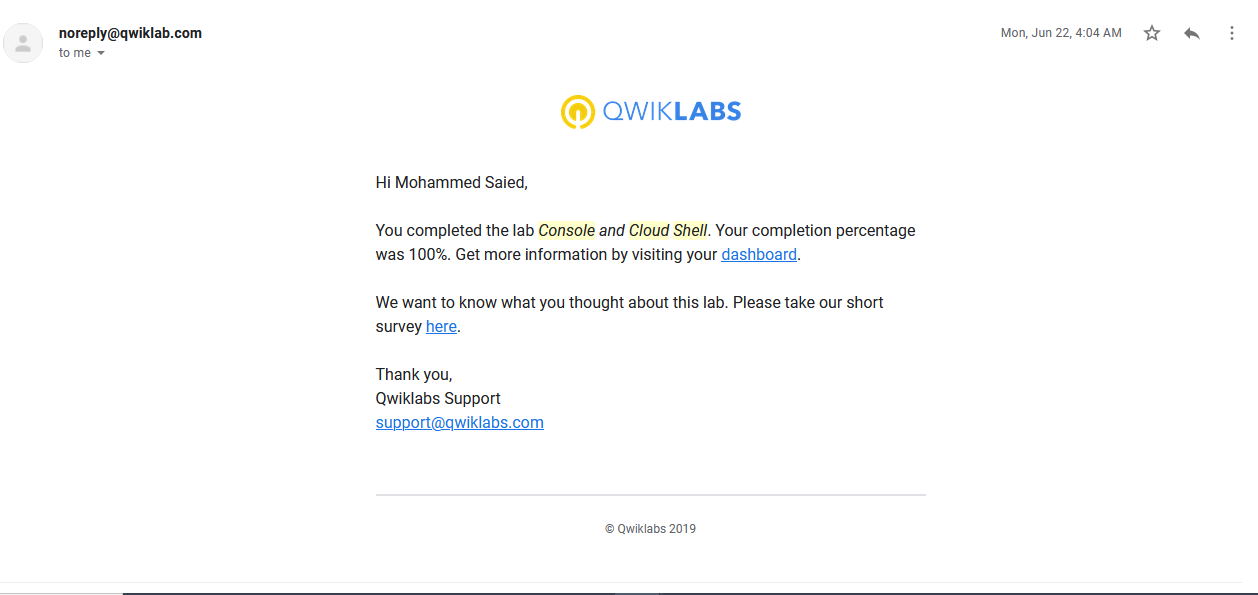 noreply@qwiklab.com
Mon, Jun 22, 4:04 AM
to me
QWIKLABS
Hi Mohammed Saied,
You completed the lab Console and Cloud Shell. Your completion percentage
was 100%. Get more information by visiting your dashboard.
We want to know what you thought about this lab. Please take our short
survey here.
Thank you,
Qwiklabs Support
support@qwiklabs.com
© Qwiklabs 2019